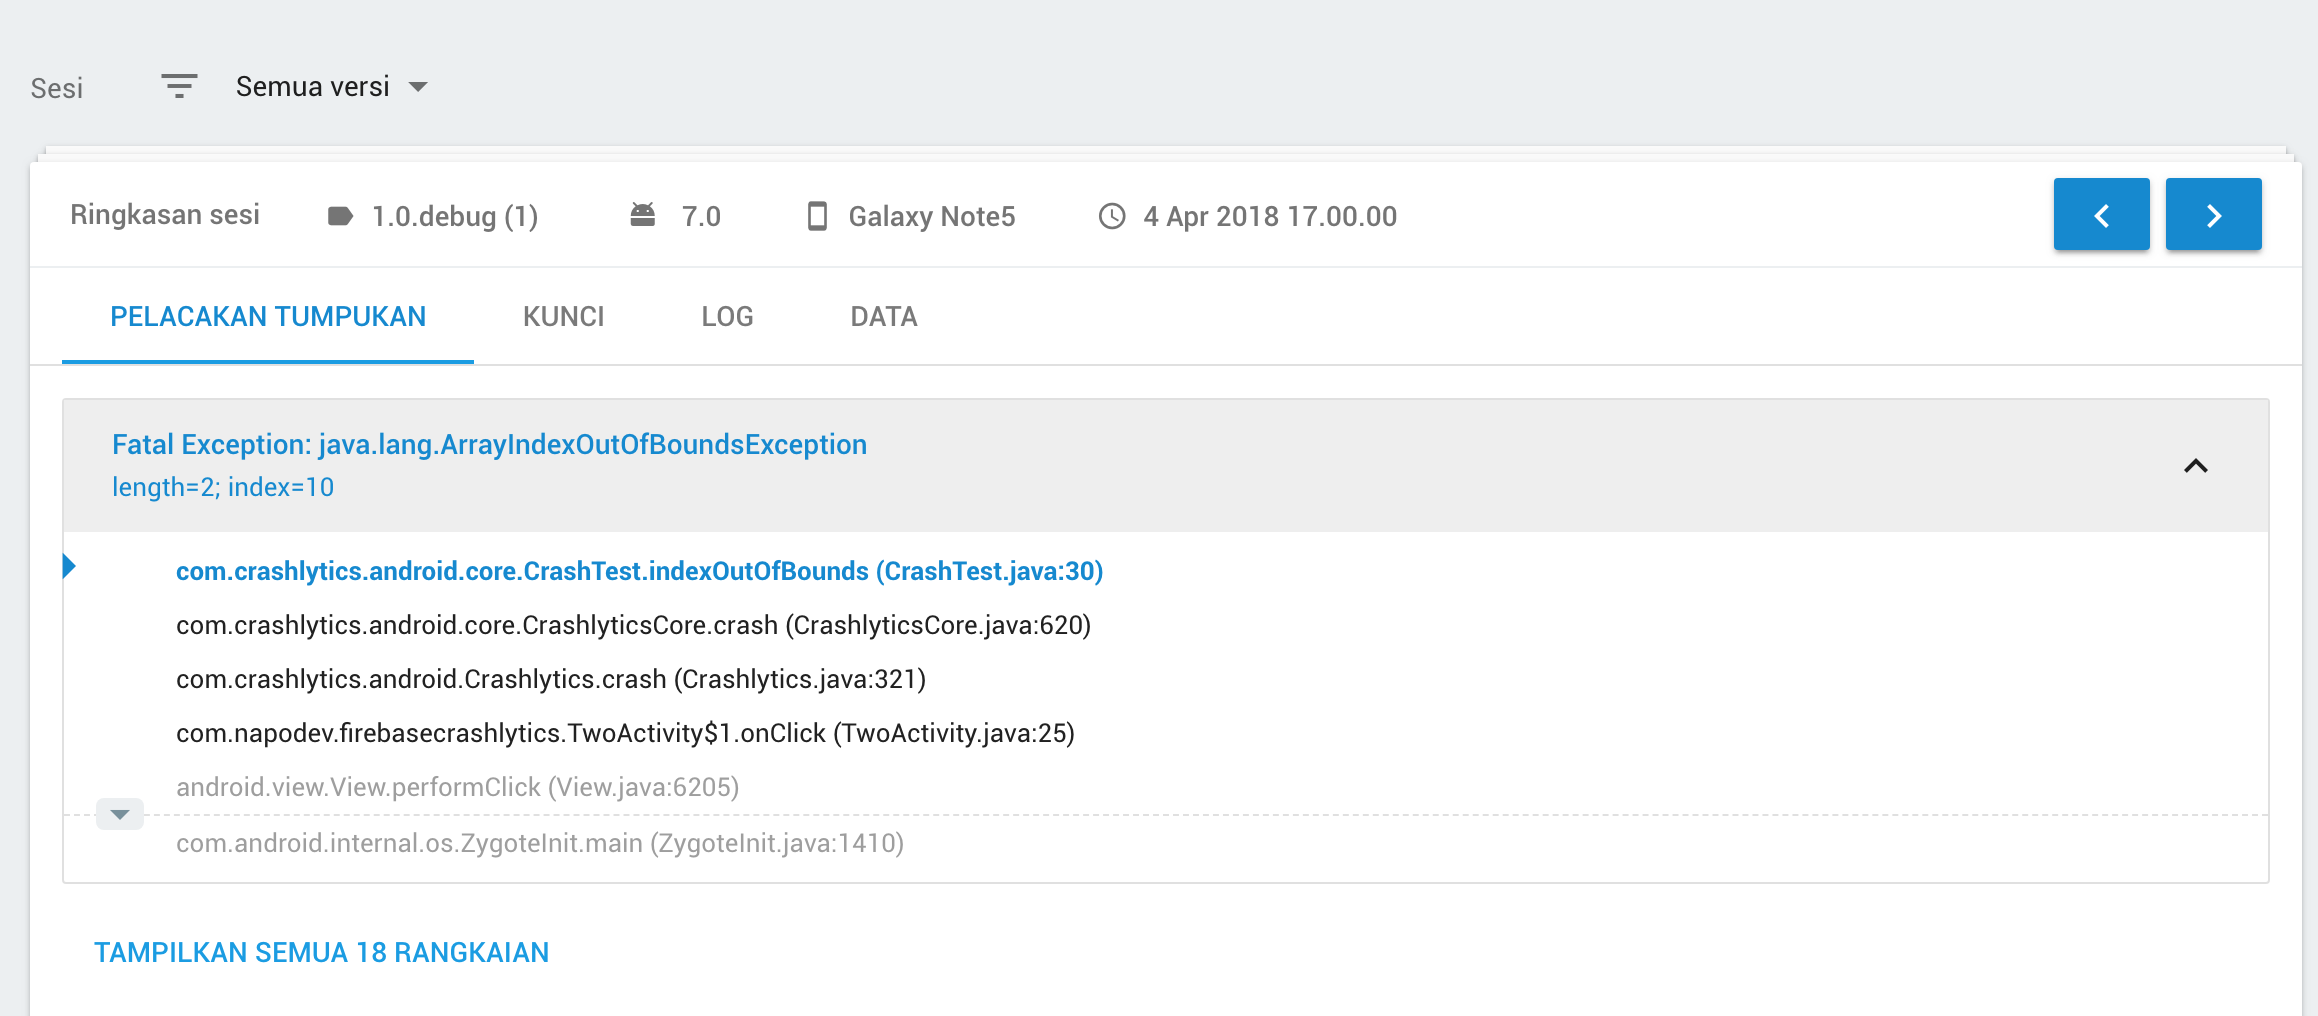 Sesi Semua versi
Ringkasan sesi 1.0.debug (1) 7.0 Galaxy Note5 4 Apr 2018 17.00.00
PELACAKAN TUMPUKAN KUNCI LOG DATA
Fatal Exception: java.lang.ArrayIndexOutOfBoundsException
length=2; index=10
com.crashlytics.android.core.CrashTest.indexOutOfBounds (CrashTest.java:30)
com.crashlytics.android.core.CrashlyticsCore.crash (CrashlyticsCore.java:620)
com.crashlytics.android.Crashlytics.crash (Crashlytics.java:321)
com.napodev.firebasecrashlytics.TwoActivity$1.onClick (TwoActivity.java:25)
android.view.View.performClick (View.java:6205)
com.android.internal.os.ZygoteInit.main (ZygoteInit.java:1410)
TAMPILKAN SEMUA 18 RANGKAIAN